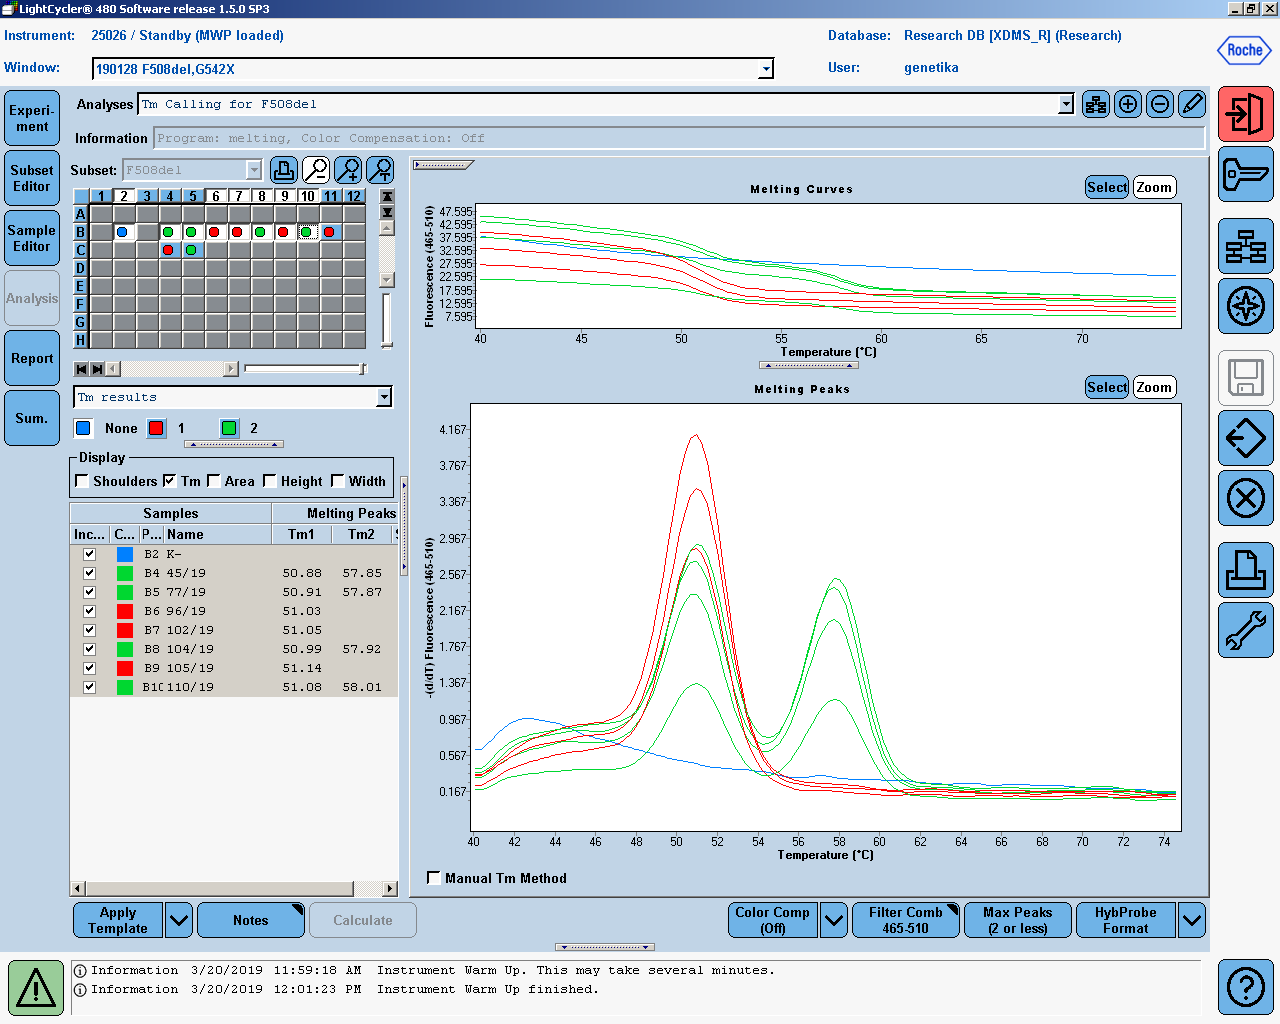 LightCycler® 480 Software release 1.5.0 SP3
Instrument: 25026 / Standby (MWP loaded)
Database: Research DB [XDMS_R] (Research)
Window: 190128 F508del,G542X
User: genetika
Roche
Experi-
ment
Subset
Editor
Sample
Editor
Analysis
Report
Sum.
Analyses Tm Calling for F508del
Information Program: melting, Color Compensation: Off
Subset: F508del
1 2 3 4 5 6 7 8 9 10 11 12
A
B
C
D
E
F
G
H
Tm results
None 1 2
Display
Shoulders Tm Area Height Width
Samples Melting Peaks
Inc... C... P... Name Tm1 Tm2
B2 K-
B4 45/19 50.88 57.85
B5 77/19 50.91 57.87
B6 96/19 51.03
B7 102/19 51.05
B8 104/19 50.99 57.92
B9 105/19 51.14
B10 110/19 51.08 58.01
Melting Curves
Select Zoom
Fluorescence (465-510)
47.595
42.595
37.595
32.595
27.595
22.595
17.595
12.595
7.595
40 45 50 55 60 65 70
Temperature (°C)
Melting Peaks
Select Zoom
-(d/dT) Fluorescence (465-510)
4.167
3.767
3.367
2.967
2.567
2.167
1.767
1.367
0.967
0.567
0.167
40 42 44 46 48 50 52 54 56 58 60 62 64 66 68 70 72 74
Temperature (°C)
Manual Tm Method
Apply
Template
Notes
Calculate
Color Comp
(Off)
Filter Comb
465-510
Max Peaks
(2 or less)
HybProbe
Format
Information 3/20/2019 11:59:18 AM Instrument Warm Up. This may take several minutes.
Information 3/20/2019 12:01:23 PM Instrument Warm Up finished.